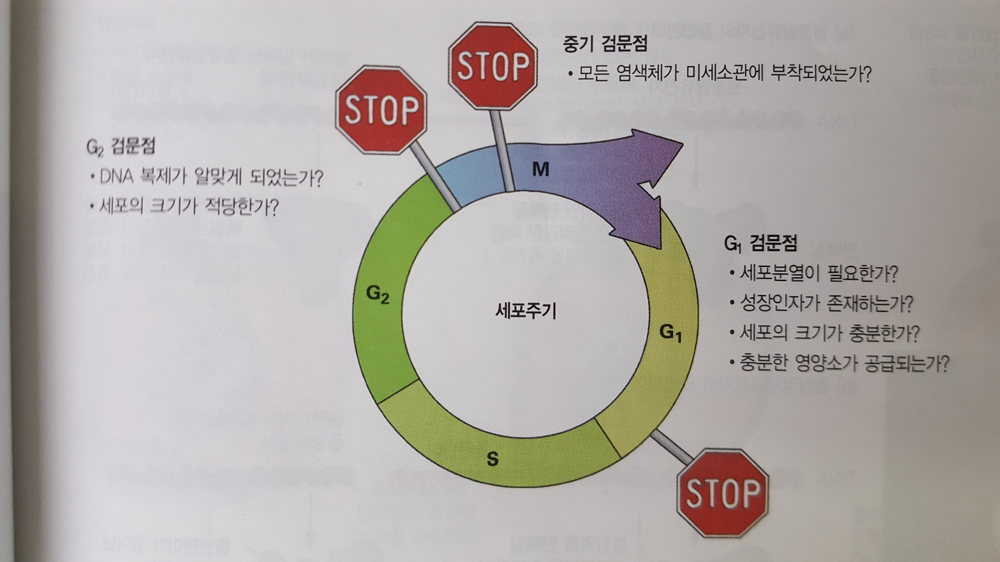 STOP
중기 검문점
• 모든 염색체가 미세소관에 부착되었는가?
STOP
G₂ 검문점
• DNA 복제가 알맞게 되었는가?
• 세포의 크기가 적당한가?
M
G₁ 검문점
• 세포분열이 필요한가?
• 성장인자가 존재하는가?
• 세포의 크기가 충분한가?
• 충분한 영양소가 공급되는가?
G₂
세포주기
G₁
S
STOP